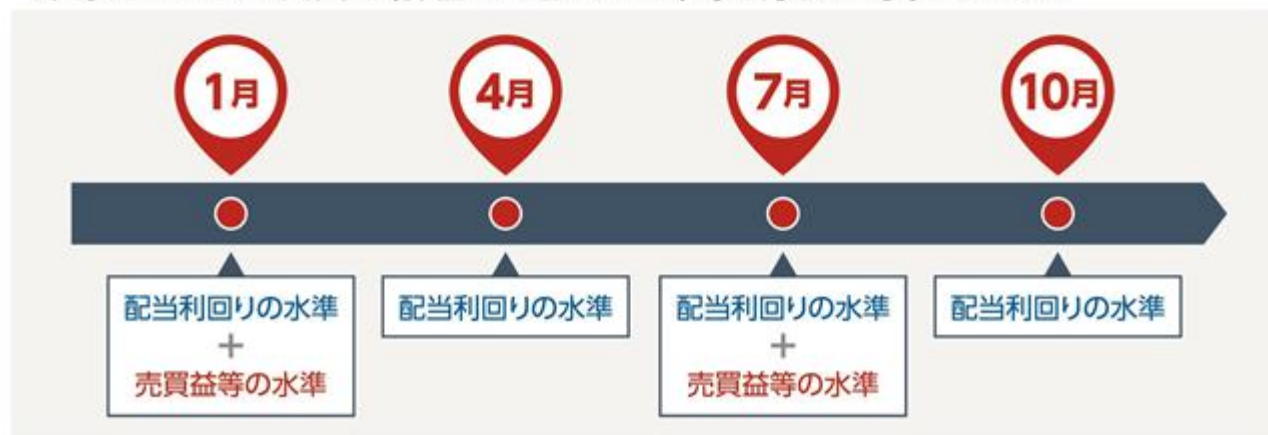 1月
4月
7月
10月
配当利回りの水準
+
売買益等の水準
配当利回りの水準
配当利回りの水準
+
売買益等の水準
配当利回りの水準